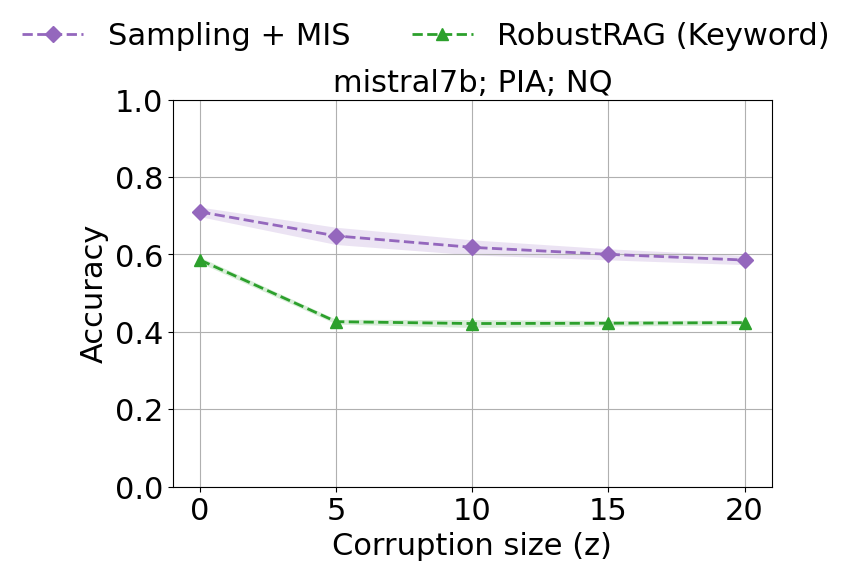 Sampling + MIS RobustRAG (Keyword)
mistral7b; PIA; NQ
1.0
0.8
0.6
0.4
0.2
0.0
Accuracy
0 5 10 15 20
Corruption size (z)